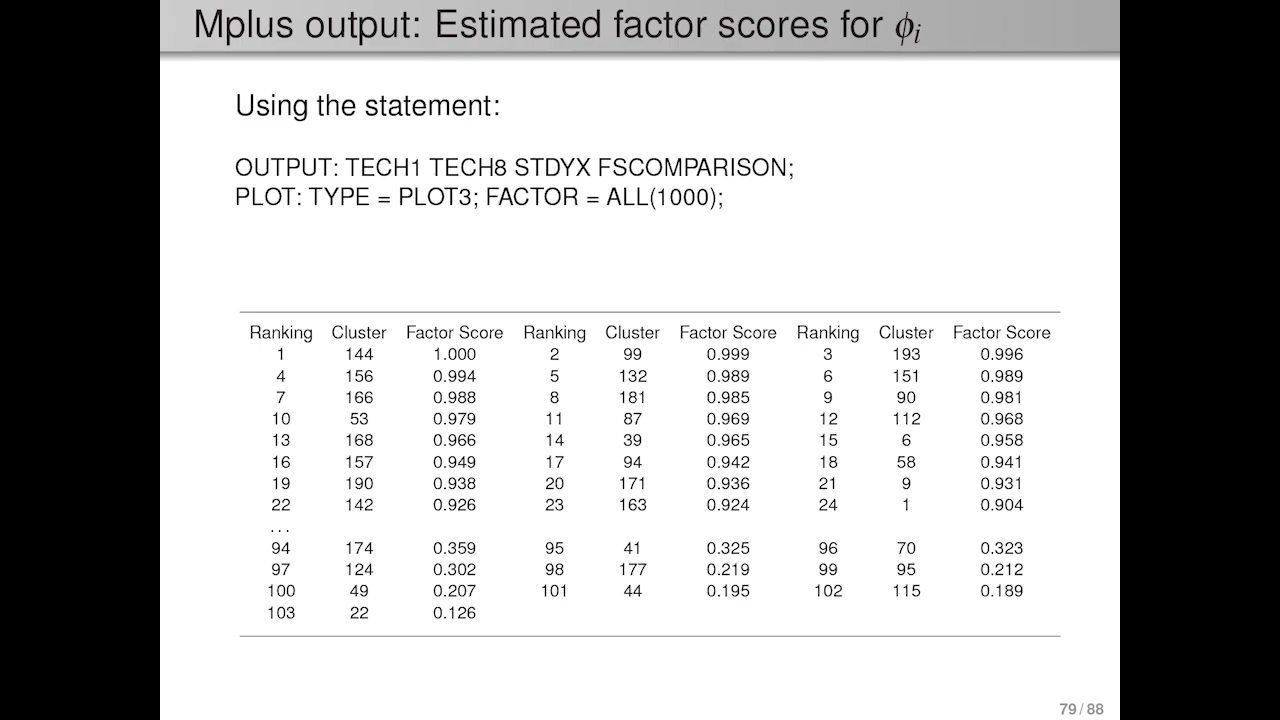 Mplus output: Estimated factor scores for ϕi
Using the statement:
OUTPUT: TECH1 TECH8 STDYX FSCOMPARISON;
PLOT: TYPE = PLOT3; FACTOR = ALL(1000);
Ranking Cluster Factor Score Ranking Cluster Factor Score Ranking Cluster Factor Score
1 144 1.000 2 99 0.999 3 193 0.996
4 156 0.994 5 132 0.989 6 151 0.989
7 166 0.988 8 181 0.985 9 90 0.981
10 53 0.979 11 87 0.969 12 112 0.968
13 168 0.966 14 39 0.965 15 6 0.958
16 157 0.949 17 94 0.942 18 58 0.941
19 190 0.938 20 171 0.936 21 9 0.931
22 142 0.926 23 163 0.924 24 1 0.904
...
94 174 0.359 95 41 0.325 96 70 0.323
97 124 0.302 98 177 0.219 99 95 0.212
100 49 0.207 101 44 0.195 102 115 0.189
103 22 0.126
79 / 88